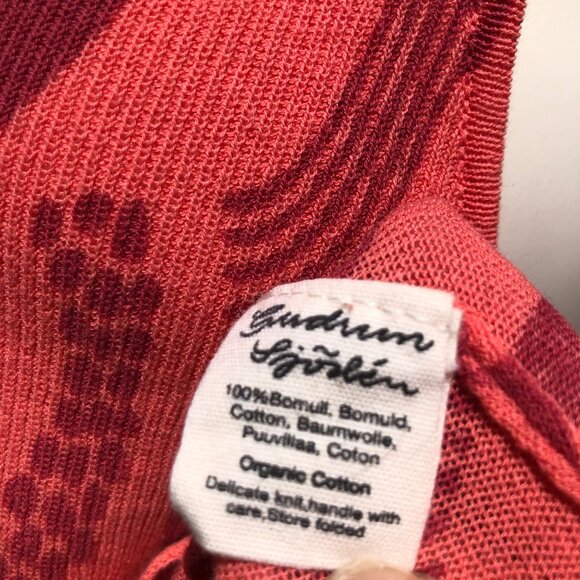 Gudrun
Sjödén
100%Bomull, Bomuld,
Cotton, Baumwolle,
Puuvillaa, Coton
Organic Cotton
Delicate knit,handle with
care,Store folded